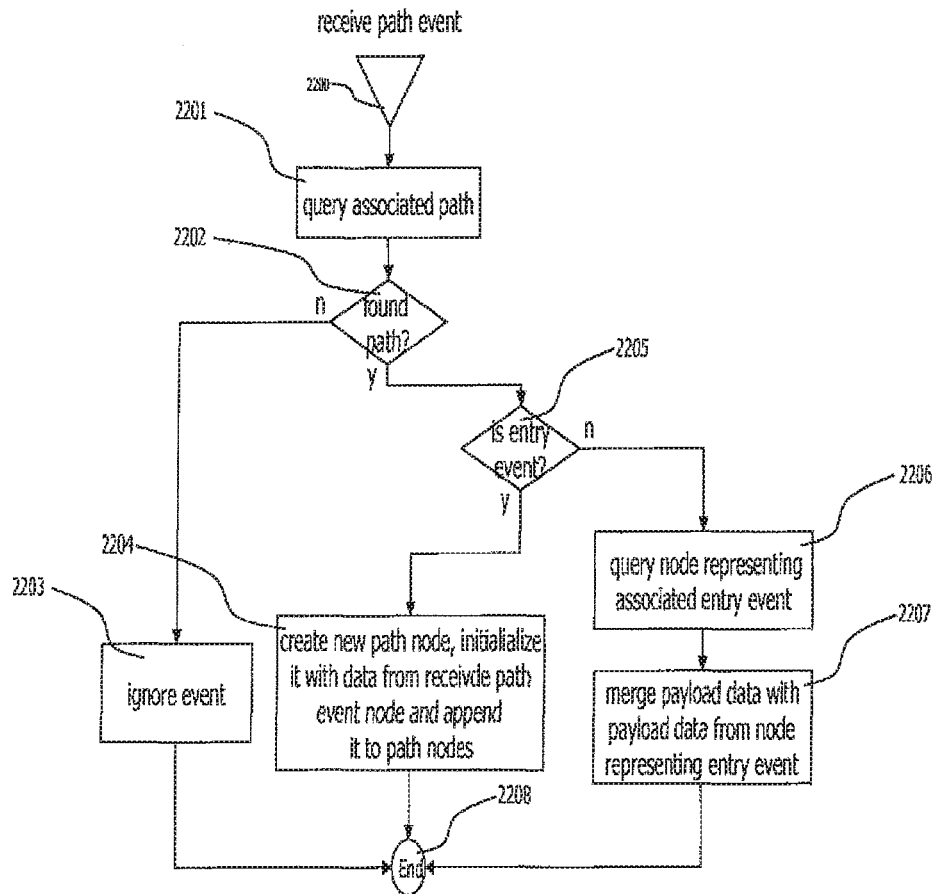 receive path event
2200
2201
query associated path
2202
found
path?
n
y
2205
is entry
event?
n
y
2206
query node representing
associated entry event
2204
create new path node, initialialize
it with data from receivde path
event node and append
it to path nodes
2203
ignore event
2207
merge payload data with
payload data from node
representing entry event
2208
End